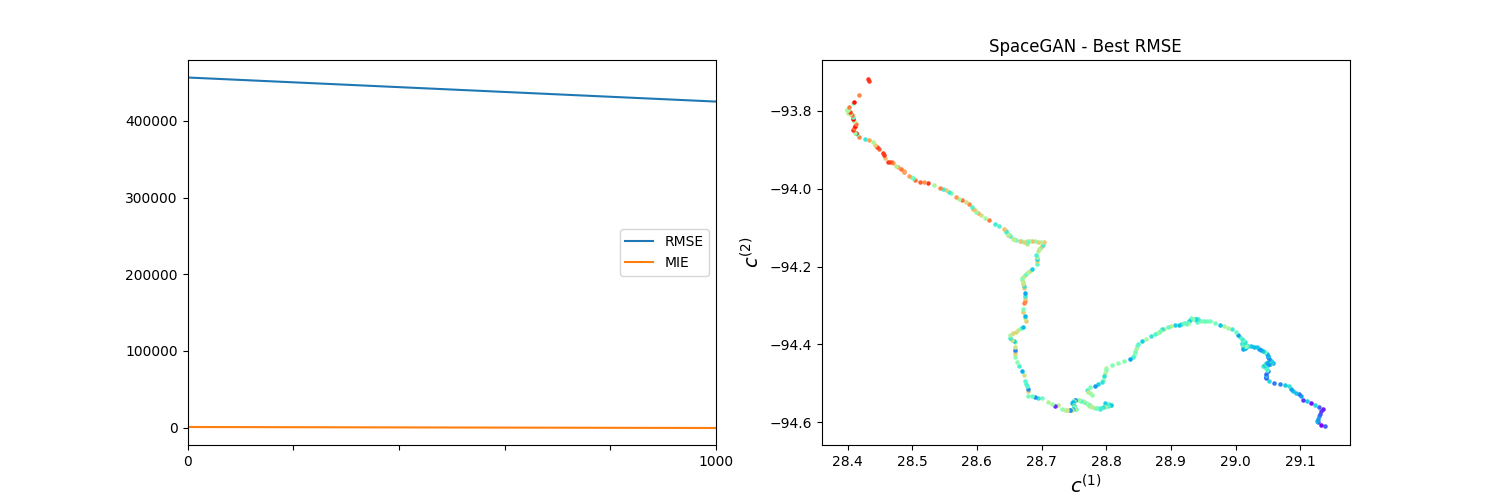 400000
300000
200000
100000
0
0
1000
RMSE
MIE
SpaceGAN - Best RMSE
c(2)
−93.8
−94.0
−94.2
−94.4
−94.6
28.4 28.5 28.6 28.7 28.8 28.9 29.0 29.1
c(1)